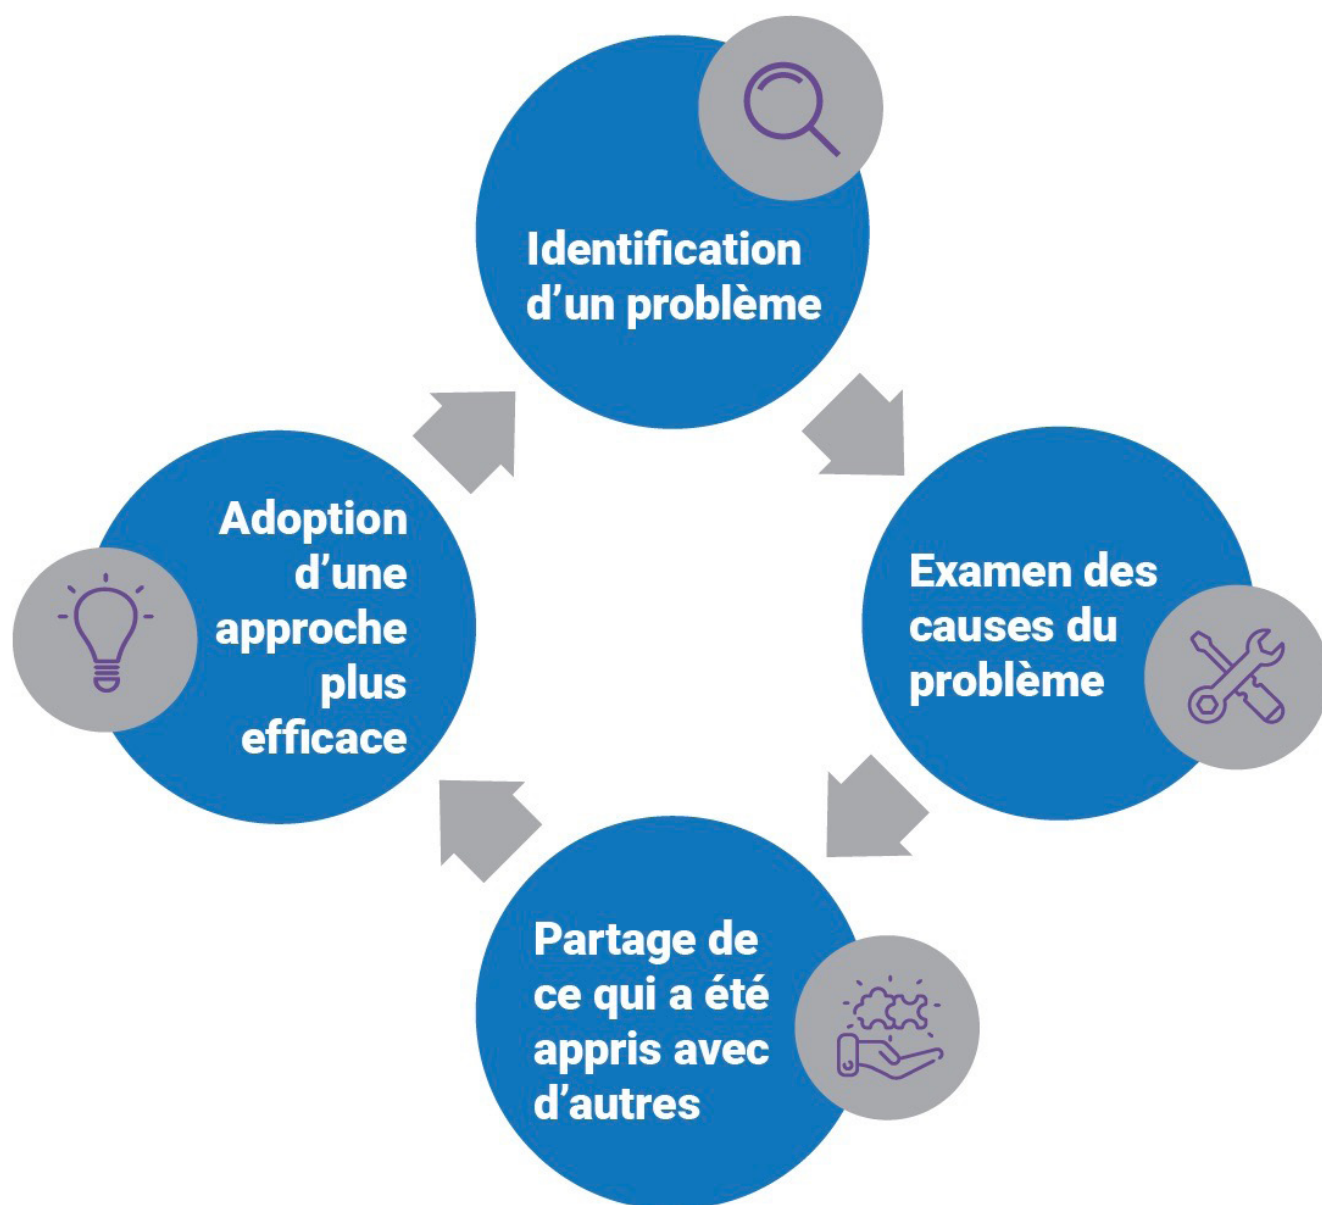 Identification
d’un problème
Examen des
causes du
problème
Partage de
ce qui a été
appris avec
d’autres
Adoption
d’une
approche
plus
efficace